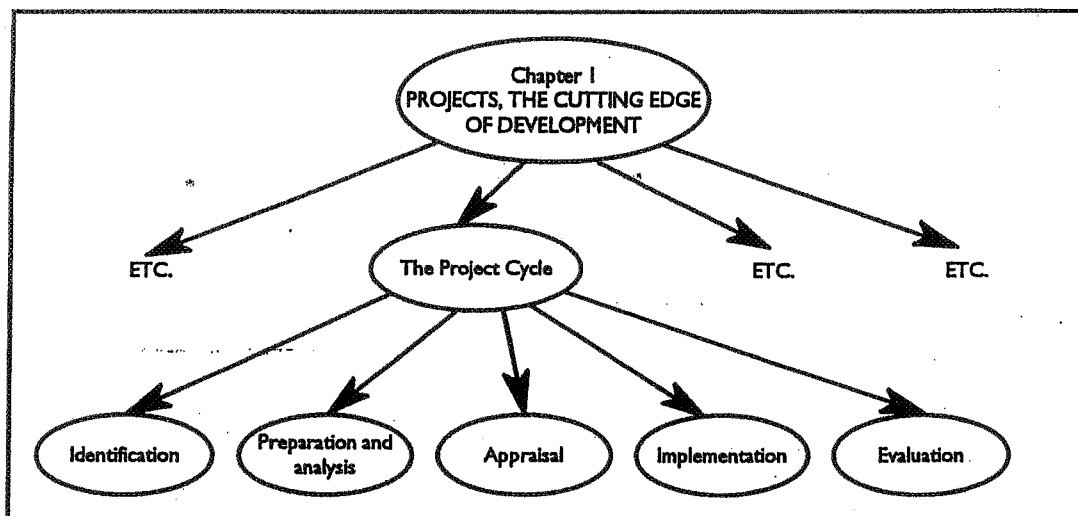 Chapter 1
PROJECTS, THE CUTTING EDGE
OF DEVELOPMENT
ETC.
The Project Cycle
ETC.
ETC.
Identification
Preparation and
analysis
Appraisal
Implementation
Evaluation